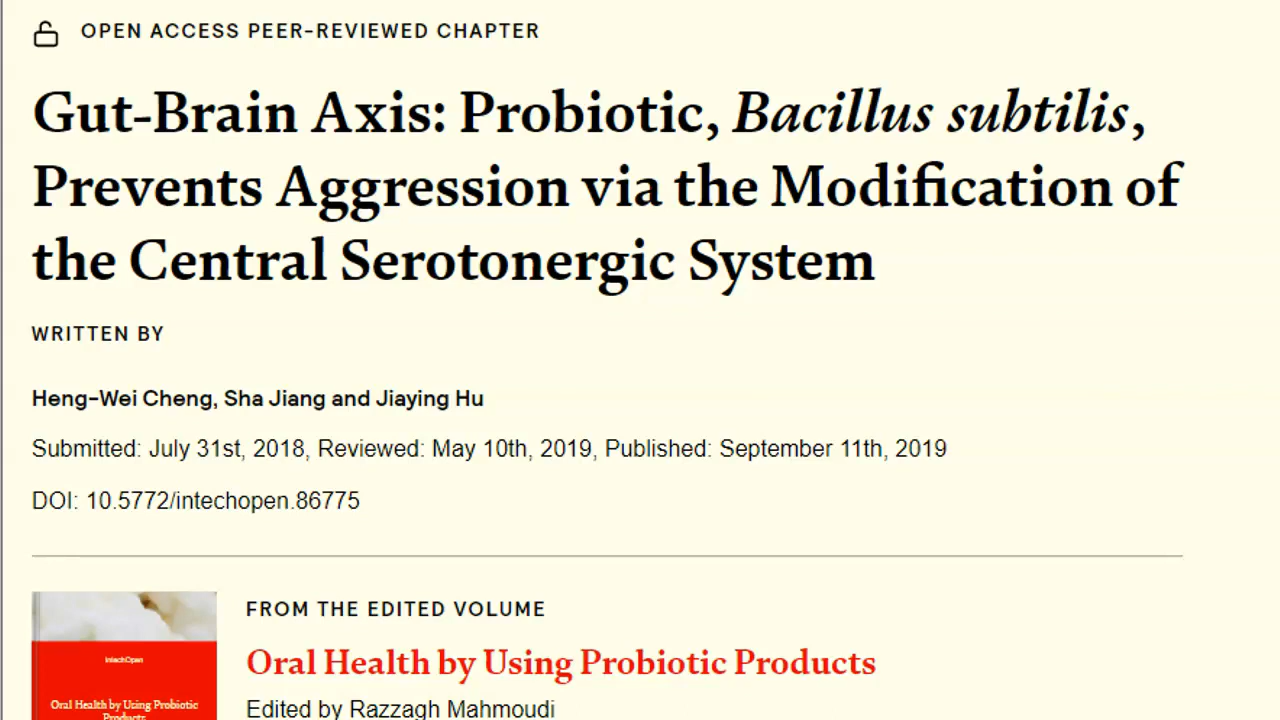 OPEN ACCESS PEER-REVIEWED CHAPTER
Gut-Brain Axis: Probiotic, Bacillus subtilis,
Prevents Aggression via the Modification of
the Central Serotonergic System
WRITTEN BY
Heng-Wei Cheng, Sha Jiang and Jiaying Hu
Submitted: July 31st, 2018, Reviewed: May 10th, 2019, Published: September 11th, 2019
DOI: 10.5772/intechopen.86775
FROM THE EDITED VOLUME
Oral Health by Using Probiotic Products
Edited by Razzagh Mahmoudi
IntechOpen
Oral Health by Using Probiotic
Products